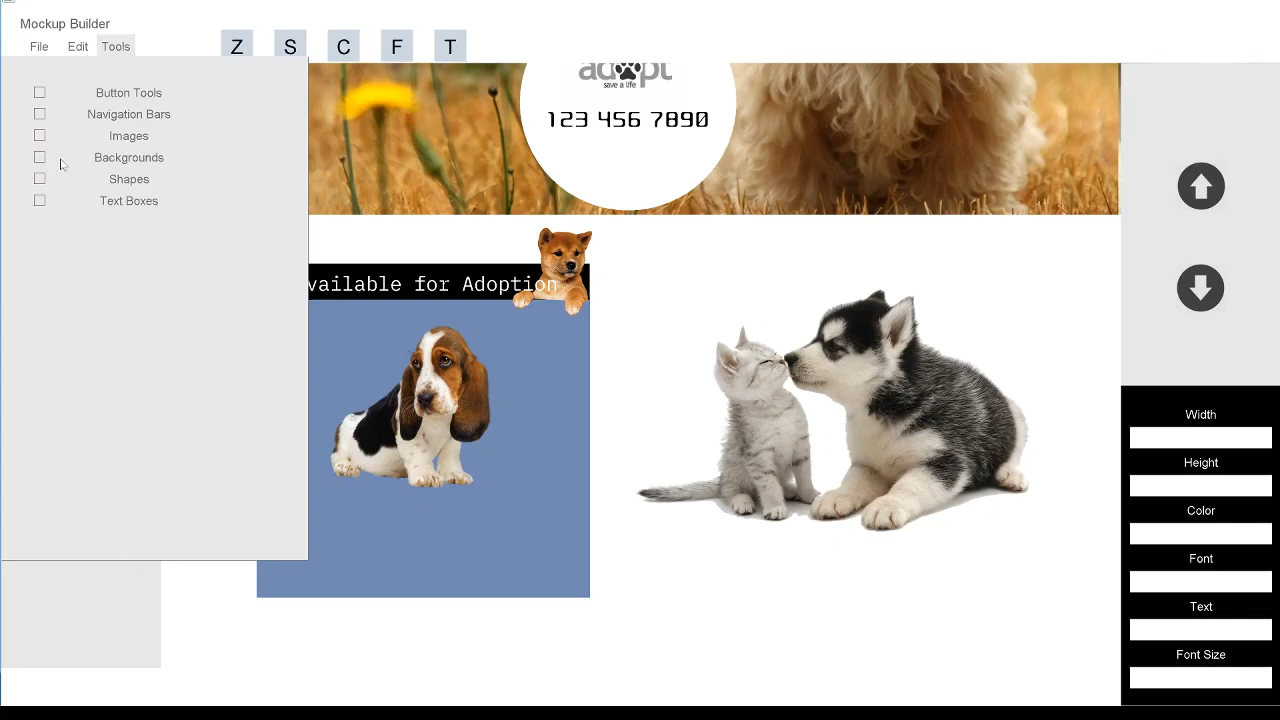 Mockup Builder
File Edit Tools
Z S C F T
Button Tools
Navigation Bars
Images
Backgrounds
Shapes
Text Boxes
adopt
save a life
123 456 7890
vailable for Adoption
Width
Height
Color
Font
Text
Font Size